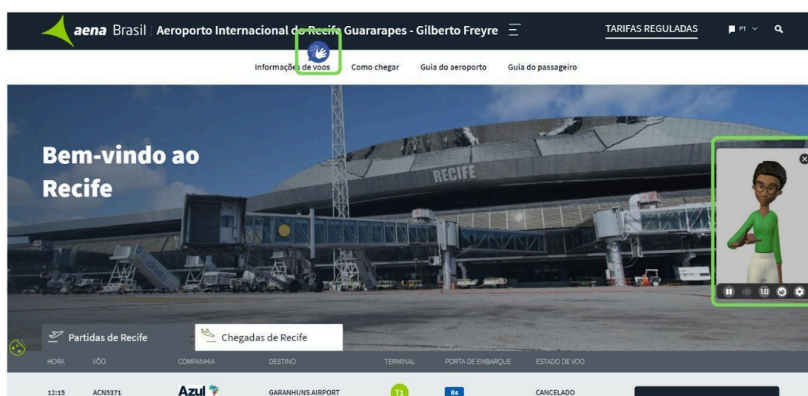 aena Brasil Aeroporto Internacional do Recife Guararapes - Gilberto Freyre TARIFAS REGULADAS PT
Informações de voos Como chegar Guia do aeroporto Guia do passageiro
Bem-vindo ao
Recife
RECIFE
1.0
Partidas de Recife Chegadas de Recife
HORA VÔO COMPANHIA DESTINO TERMINAL PORTA DE EMBARQUE ESTADO DE VOO
12:15 ACN5371 Azul GARANHUNS AIRPORT T1 CANCELADO